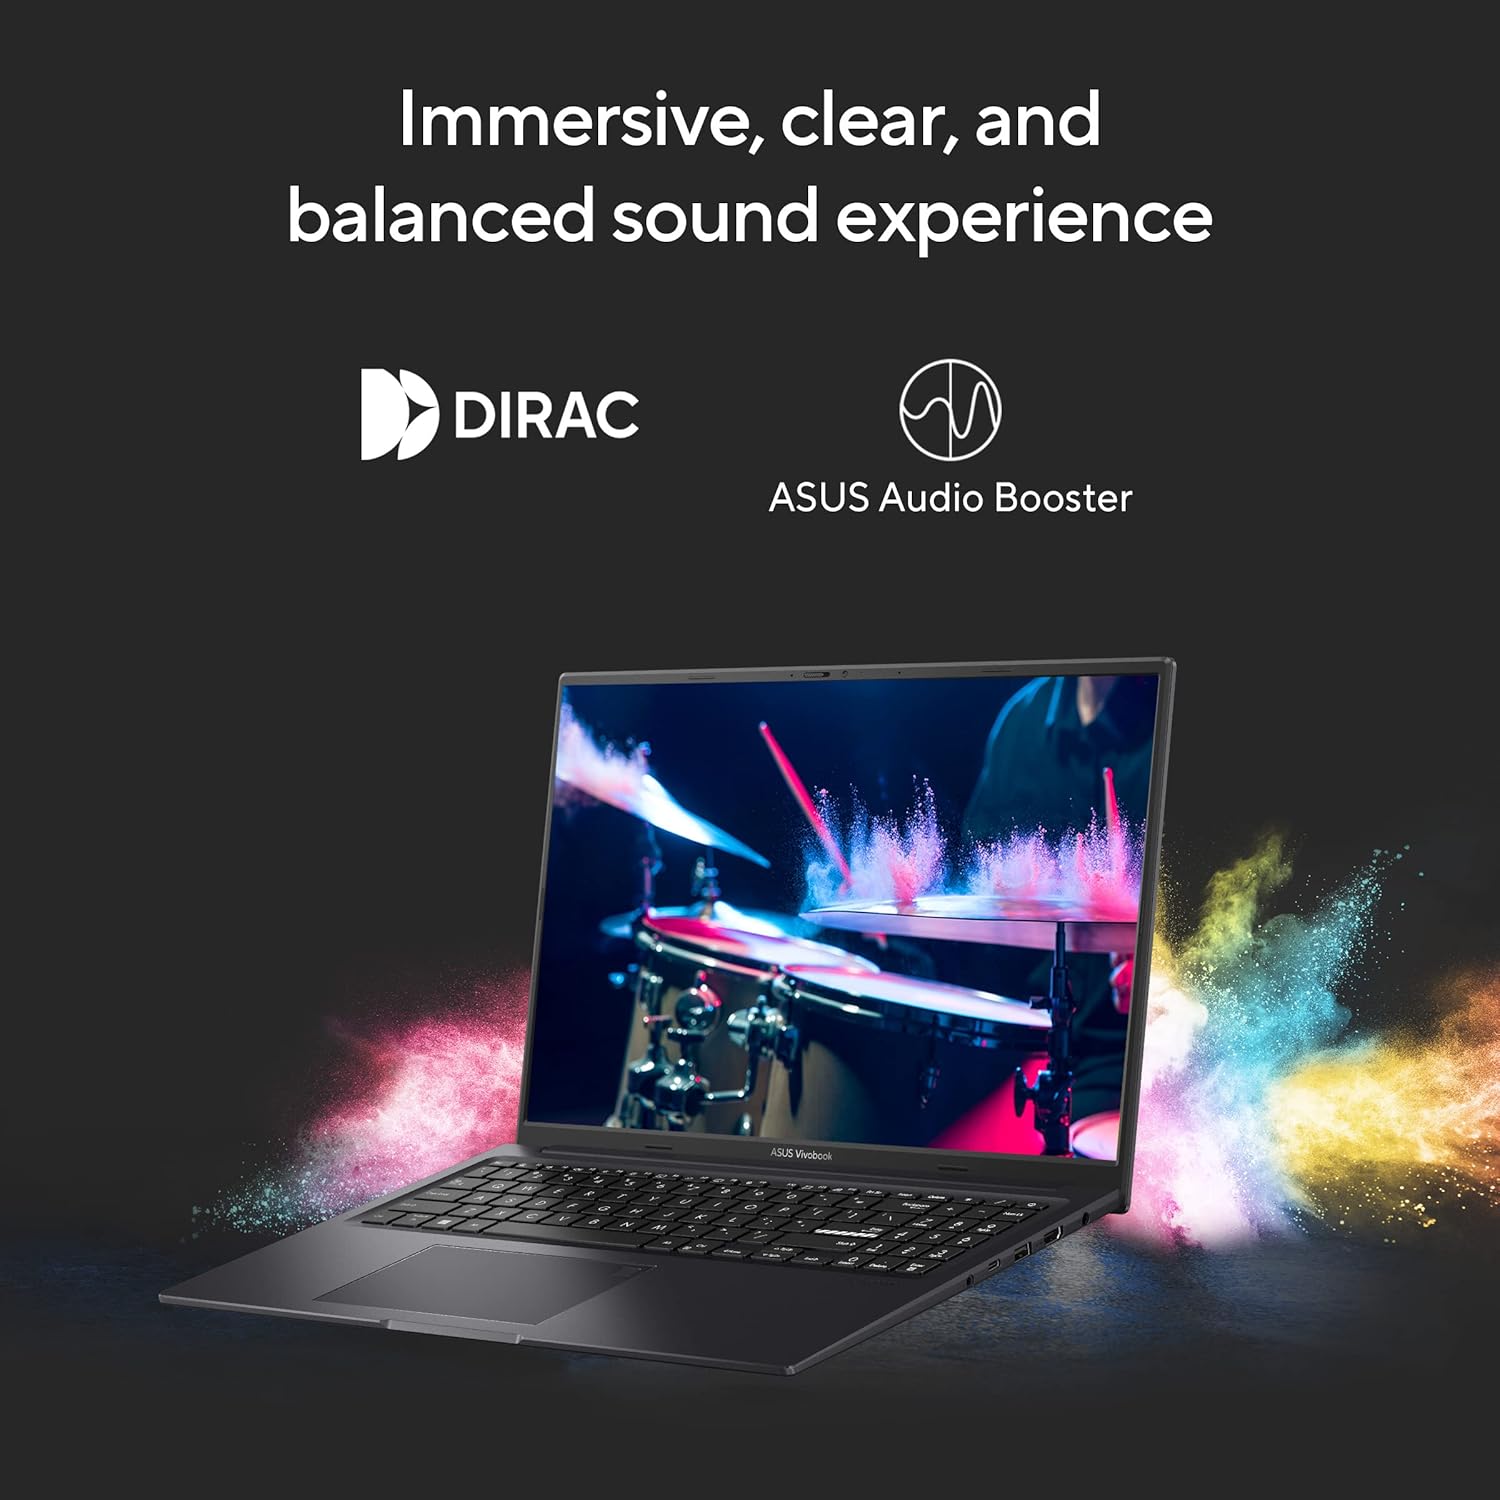 Immersive, clear, and
balanced sound experience
DIRAC
ASUS Audio Booster
ASUS Vivobook